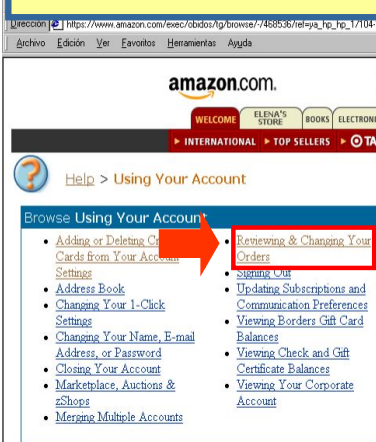 Dirección https://www.amazon.com/exec/obidos/tg/browse/-/468536/rel=ya_hp_hp_1/104-
Archivo Edición Ver Favoritos Herramientas Ayuda
amazon.com.
WELCOME ELENA'S STORE BOOKS
INTERNATIONAL TOP SELLERS
Help > Using Your Account
Browse Using Your Account
Adding or Deleting
Cards from Your Account
Settings
Address Book
Changing Your 1-Click
Settings
Changing Your Name, E-mail
Address, or Password
Closing Your Account
Marketplace, Auctions &
zShops
Merging Multiple Accounts
Reviewing & Changing Your
Orders
Signing Out
Updating Subscriptions and
Communication Preferences
Viewing Borders Gift Card
Balances
Viewing Check and Gift
Certificate Balances
Viewing Your Corporate
Account